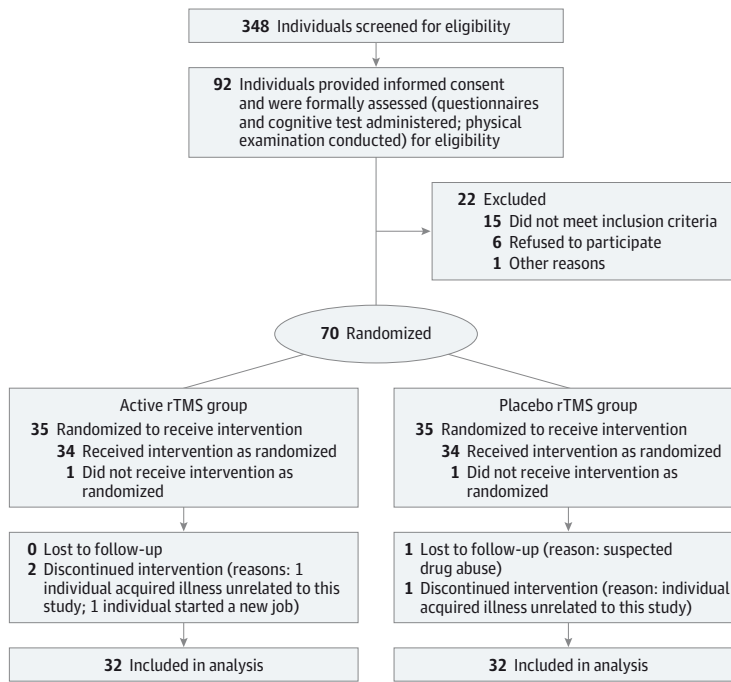 348 Individuals screened for eligibility
92 Individuals provided informed consent
and were formally assessed (questionnaires
and cognitive test administered; physical
examination conducted) for eligibility
22 Excluded
15 Did not meet inclusion criteria
6 Refused to participate
1 Other reasons
70 Randomized
Active rTMS group
35 Randomized to receive intervention
34 Received intervention as randomized
1 Did not receive intervention as
randomized
Placebo rTMS group
35 Randomized to receive intervention
34 Received intervention as randomized
1 Did not receive intervention as
randomized
0 Lost to follow-up
2 Discontinued intervention (reasons: 1
individual acquired illness unrelated to this
study; 1 individual started a new job)
1 Lost to follow-up (reason: suspected
drug abuse)
1 Discontinued intervention (reason: individual
acquired illness unrelated to this study)
32 Included in analysis
32 Included in analysis